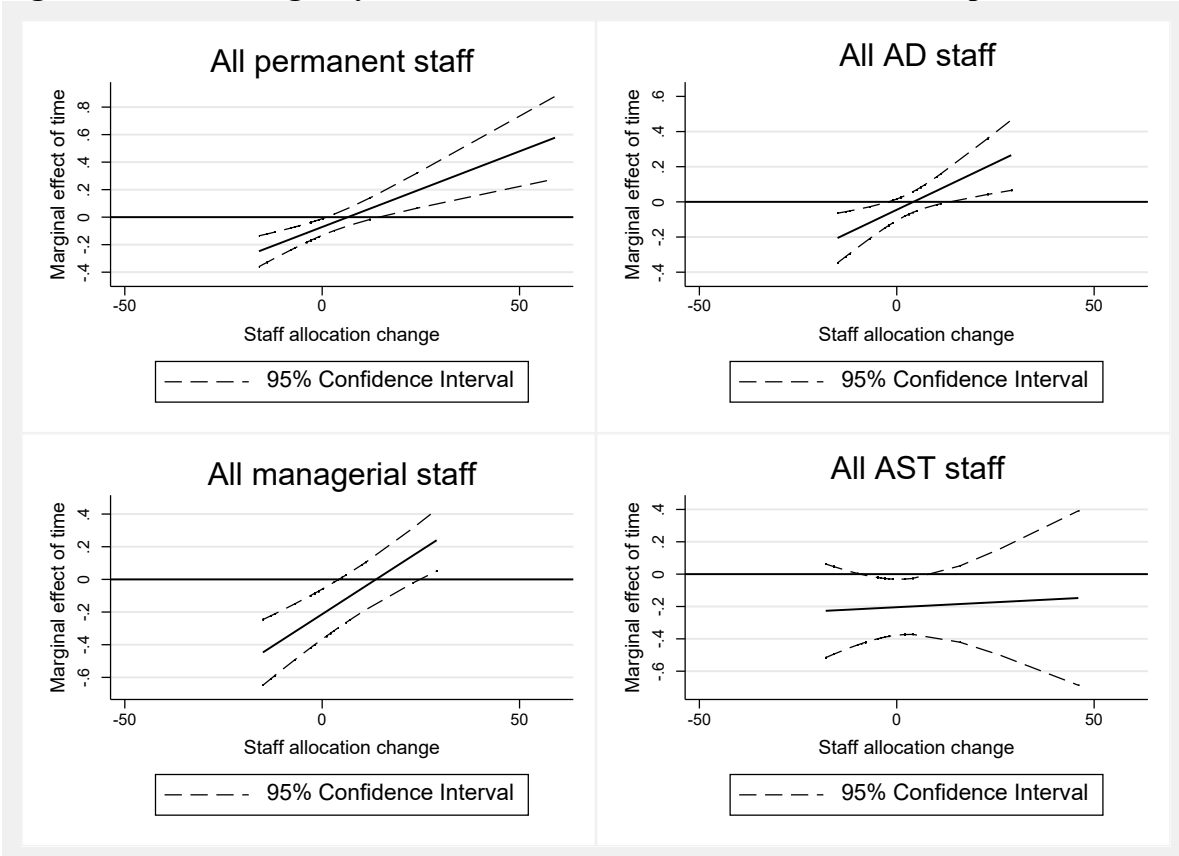 All permanent staff
Marginal effect of time
.8
.6
.4
.2
0
-.2
-.4
-50 0 50
Staff allocation change
95% Confidence Interval
All AD staff
Marginal effect of time
.6
.4
.2
0
-.2
-.4
-50 0 50
Staff allocation change
95% Confidence Interval
All managerial staff
Marginal effect of time
.4
.2
0
-.2
-.4
-.6
-50 0 50
Staff allocation change
95% Confidence Interval
All AST staff
Marginal effect of time
.4
.2
0
-.2
-.4
-.6
-50 0 50
Staff allocation change
95% Confidence Interval